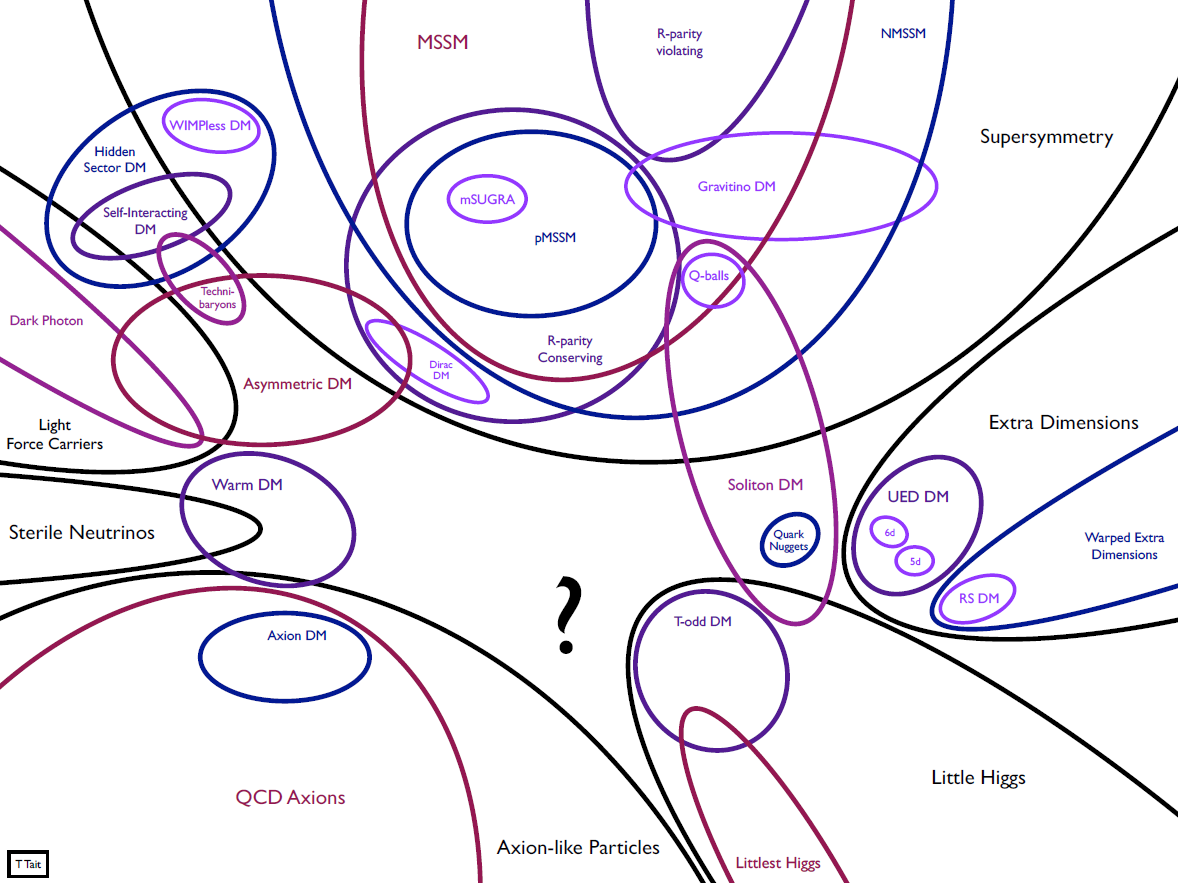 MSSM
R-parity
violating
NMSSM
WIMPless DM
Supersymmetry
Hidden
Sector DM
mSUGRA
Gravitino DM
Self-Interacting
DM
pMSSM
Q-balls
Techni-
baryons
Dark Photon
R-parity
Conserving
Dirac
DM
Asymmetric DM
Light
Force Carriers
Extra Dimensions
Warm DM
Soliton DM
UED DM
Sterile Neutrinos
6d
Quark
Nuggets
Warped Extra
Dimensions
5d
?
RS DM
Axion DM
T-odd DM
QCD Axions
Little Higgs
Axion-like Particles
Littlest Higgs
T Tait